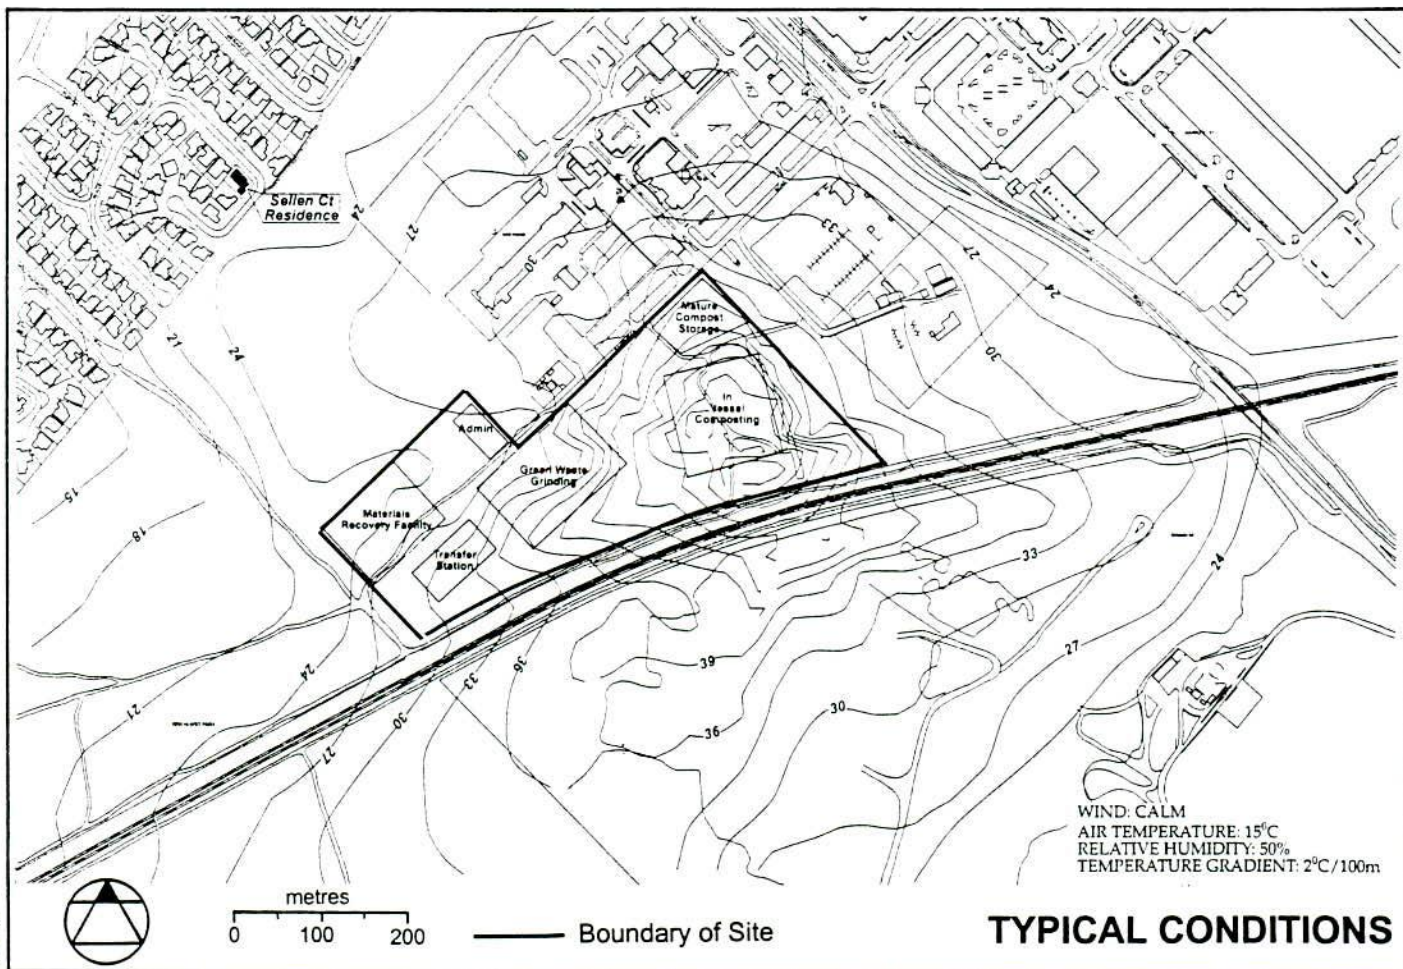 Sellen Ct
Residence
24
27
30
33
27
24
30
21
24
15
18
Mature
Compost
Storage
In
Vessel
Composting
Admin
Green Waste
Grinding
Materials
Recovery Facility
Transfer
Station
24
21
27
30
33
36
39
36
30
33
27
24
WIND: CALM
AIR TEMPERATURE: 15⁰C
RELATIVE HUMIDITY: 50%
TEMPERATURE GRADIENT: 2⁰C/100m
metres
0 100 200
Boundary of Site
TYPICAL CONDITIONS